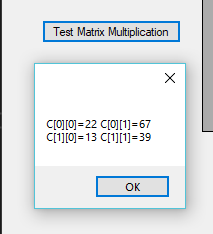 Test Matrix Multiplication
C[0][0]=22 C[0][1]=67
C[1][0]=13 C[1][1]=39
OK